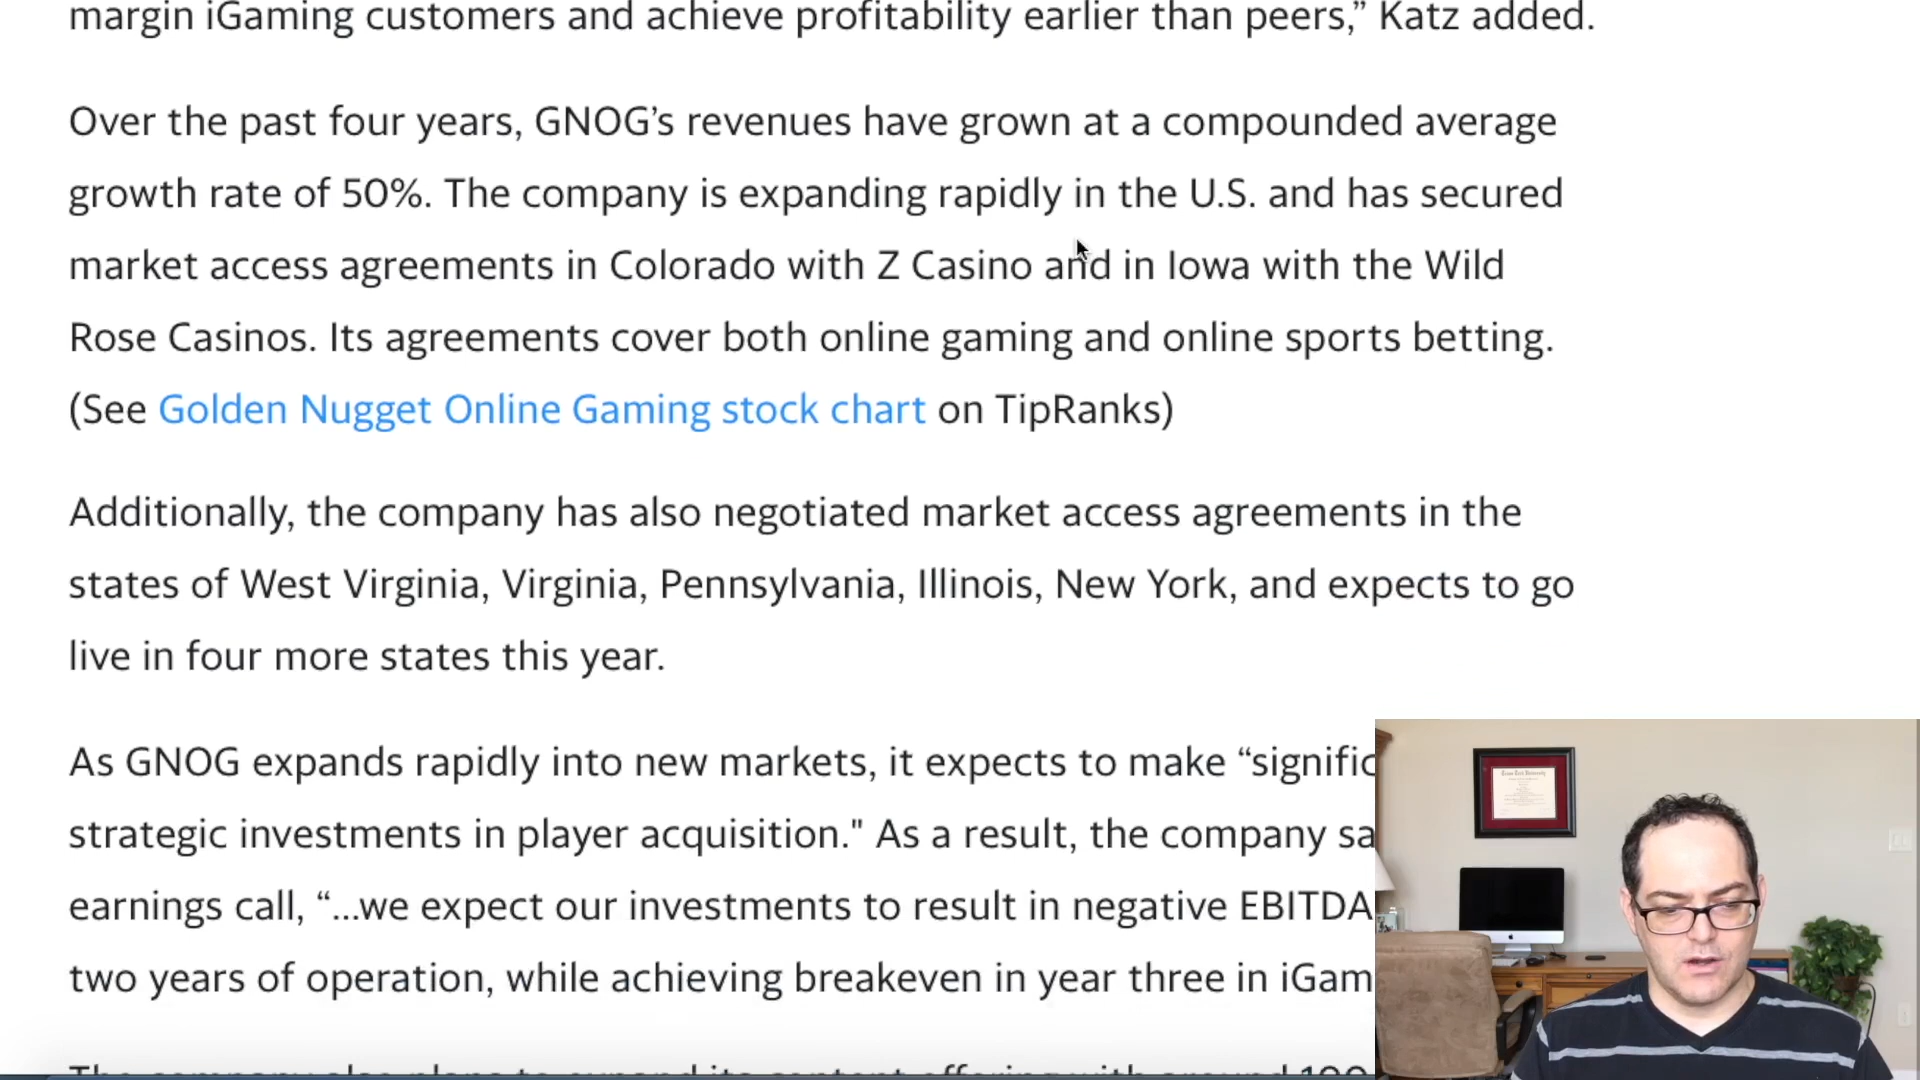 margin iGaming customers and achieve profitability earlier than peers,” Katz added.
Over the past four years, GNOG’s revenues have grown at a compounded average
growth rate of 50%. The company is expanding rapidly in the U.S. and has secured
market access agreements in Colorado with Z Casino and in Iowa with the Wild
Rose Casinos. Its agreements cover both online gaming and online sports betting.
(See Golden Nugget Online Gaming stock chart on TipRanks)
Additionally, the company has also negotiated market access agreements in the
states of West Virginia, Virginia, Pennsylvania, Illinois, New York, and expects to go
live in four more states this year.
As GNOG expands rapidly into new markets, it expects to make “signific
strategic investments in player acquisition." As a result, the company sa
earnings call, “...we expect our investments to result in negative EBITDA
two years of operation, while achieving breakeven in year three in iGam